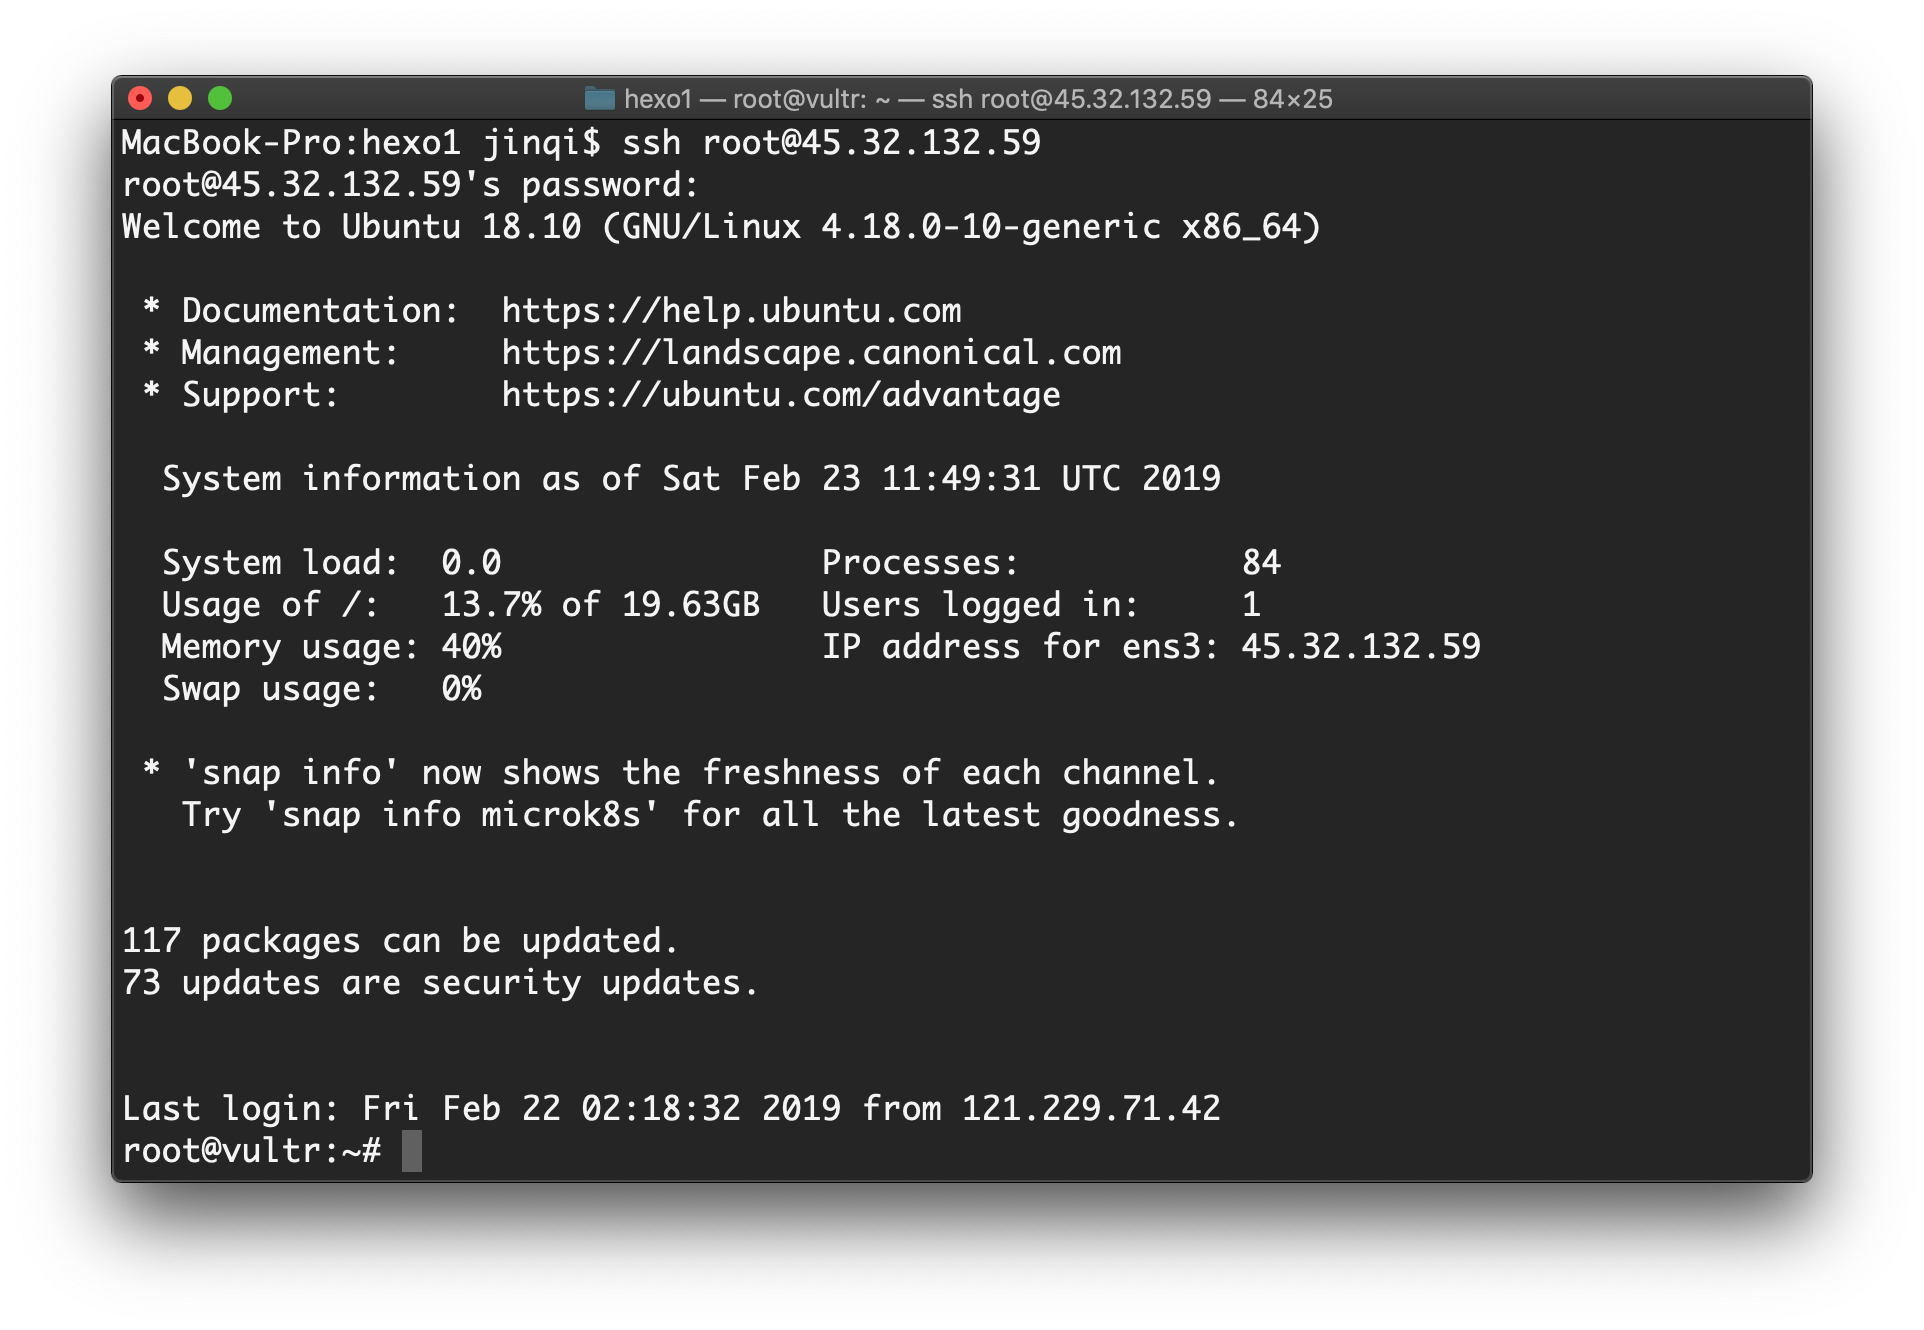 hexo1 — root@vultr: ~ — ssh root@45.32.132.59 — 84×25
MacBook-Pro:hexo1 jinqi$ ssh root@45.32.132.59
root@45.32.132.59's password:
Welcome to Ubuntu 18.10 (GNU/Linux 4.18.0-10-generic x86_64)
 * Documentation:  https://help.ubuntu.com
 * Management:     https://landscape.canonical.com
 * Support:        https://ubuntu.com/advantage
  System information as of Sat Feb 23 11:49:31 UTC 2019
  System load:  0.0                Processes:           84
  Usage of /:   13.7% of 19.63GB   Users logged in:     1
  Memory usage: 40%                IP address for ens3: 45.32.132.59
  Swap usage:   0%
 * 'snap info' now shows the freshness of each channel.
   Try 'snap info microk8s' for all the latest goodness.
117 packages can be updated.
73 updates are security updates.
Last login: Fri Feb 22 02:18:32 2019 from 121.229.71.42
root@vultr:~#